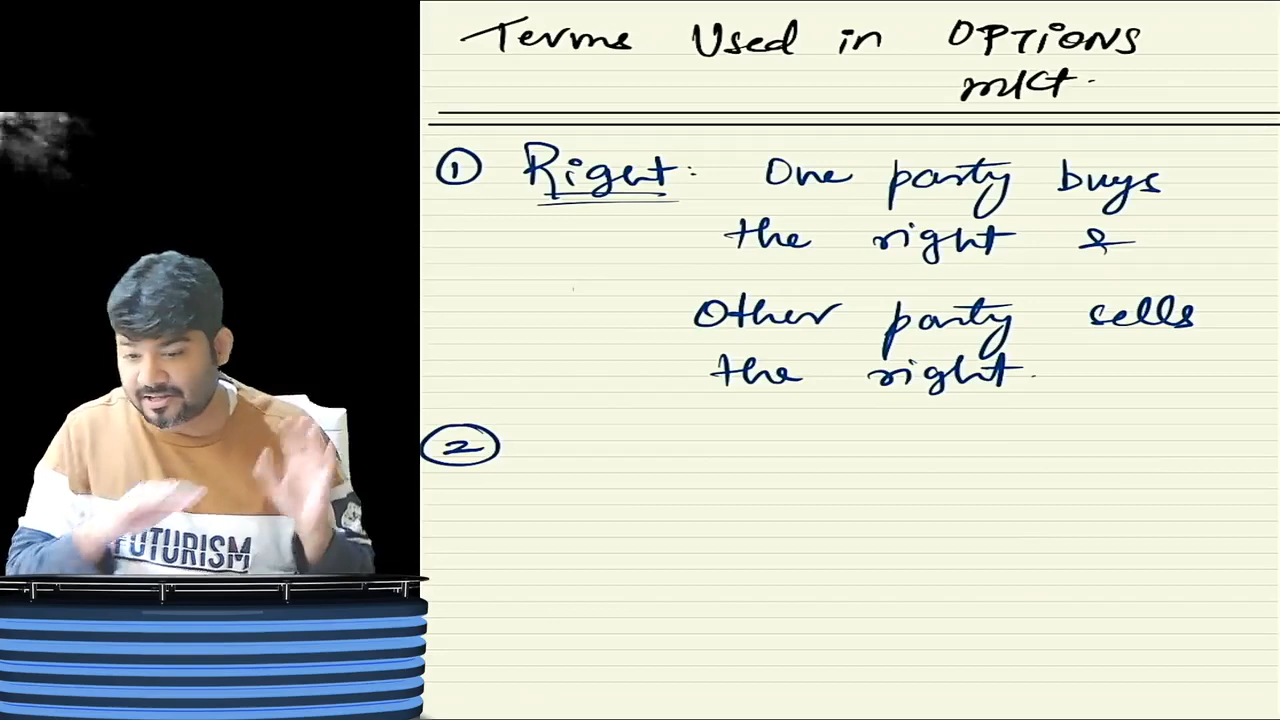 Terms Used in OPTIONS
mkt.
① Right: One party buys
the right &
Other party sells
the right.
②
FUTURISM